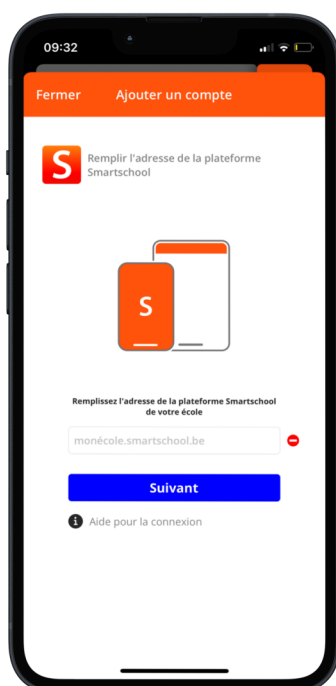 09:32
Fermer Ajouter un compte
S Remplir l'adresse de la plateforme
Smartschool
S
Remplissez l'adresse de la plateforme Smartschool
de votre école
monécole.smartschool.be
Suivant
i Aide pour la connexion